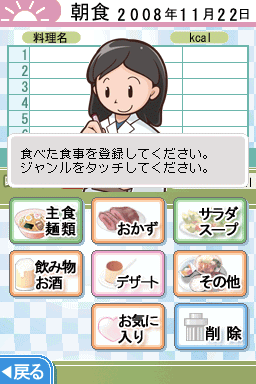 朝食 2008年11月22日
料理名 kcal
1
2
3
4
5
食べた食事を登録してください。
ジャンルをタッチしてください。
主食
麺類
おかず
サラダ
スープ
飲み物
お酒
デザート
その他
お気に
入り
削除
戻る